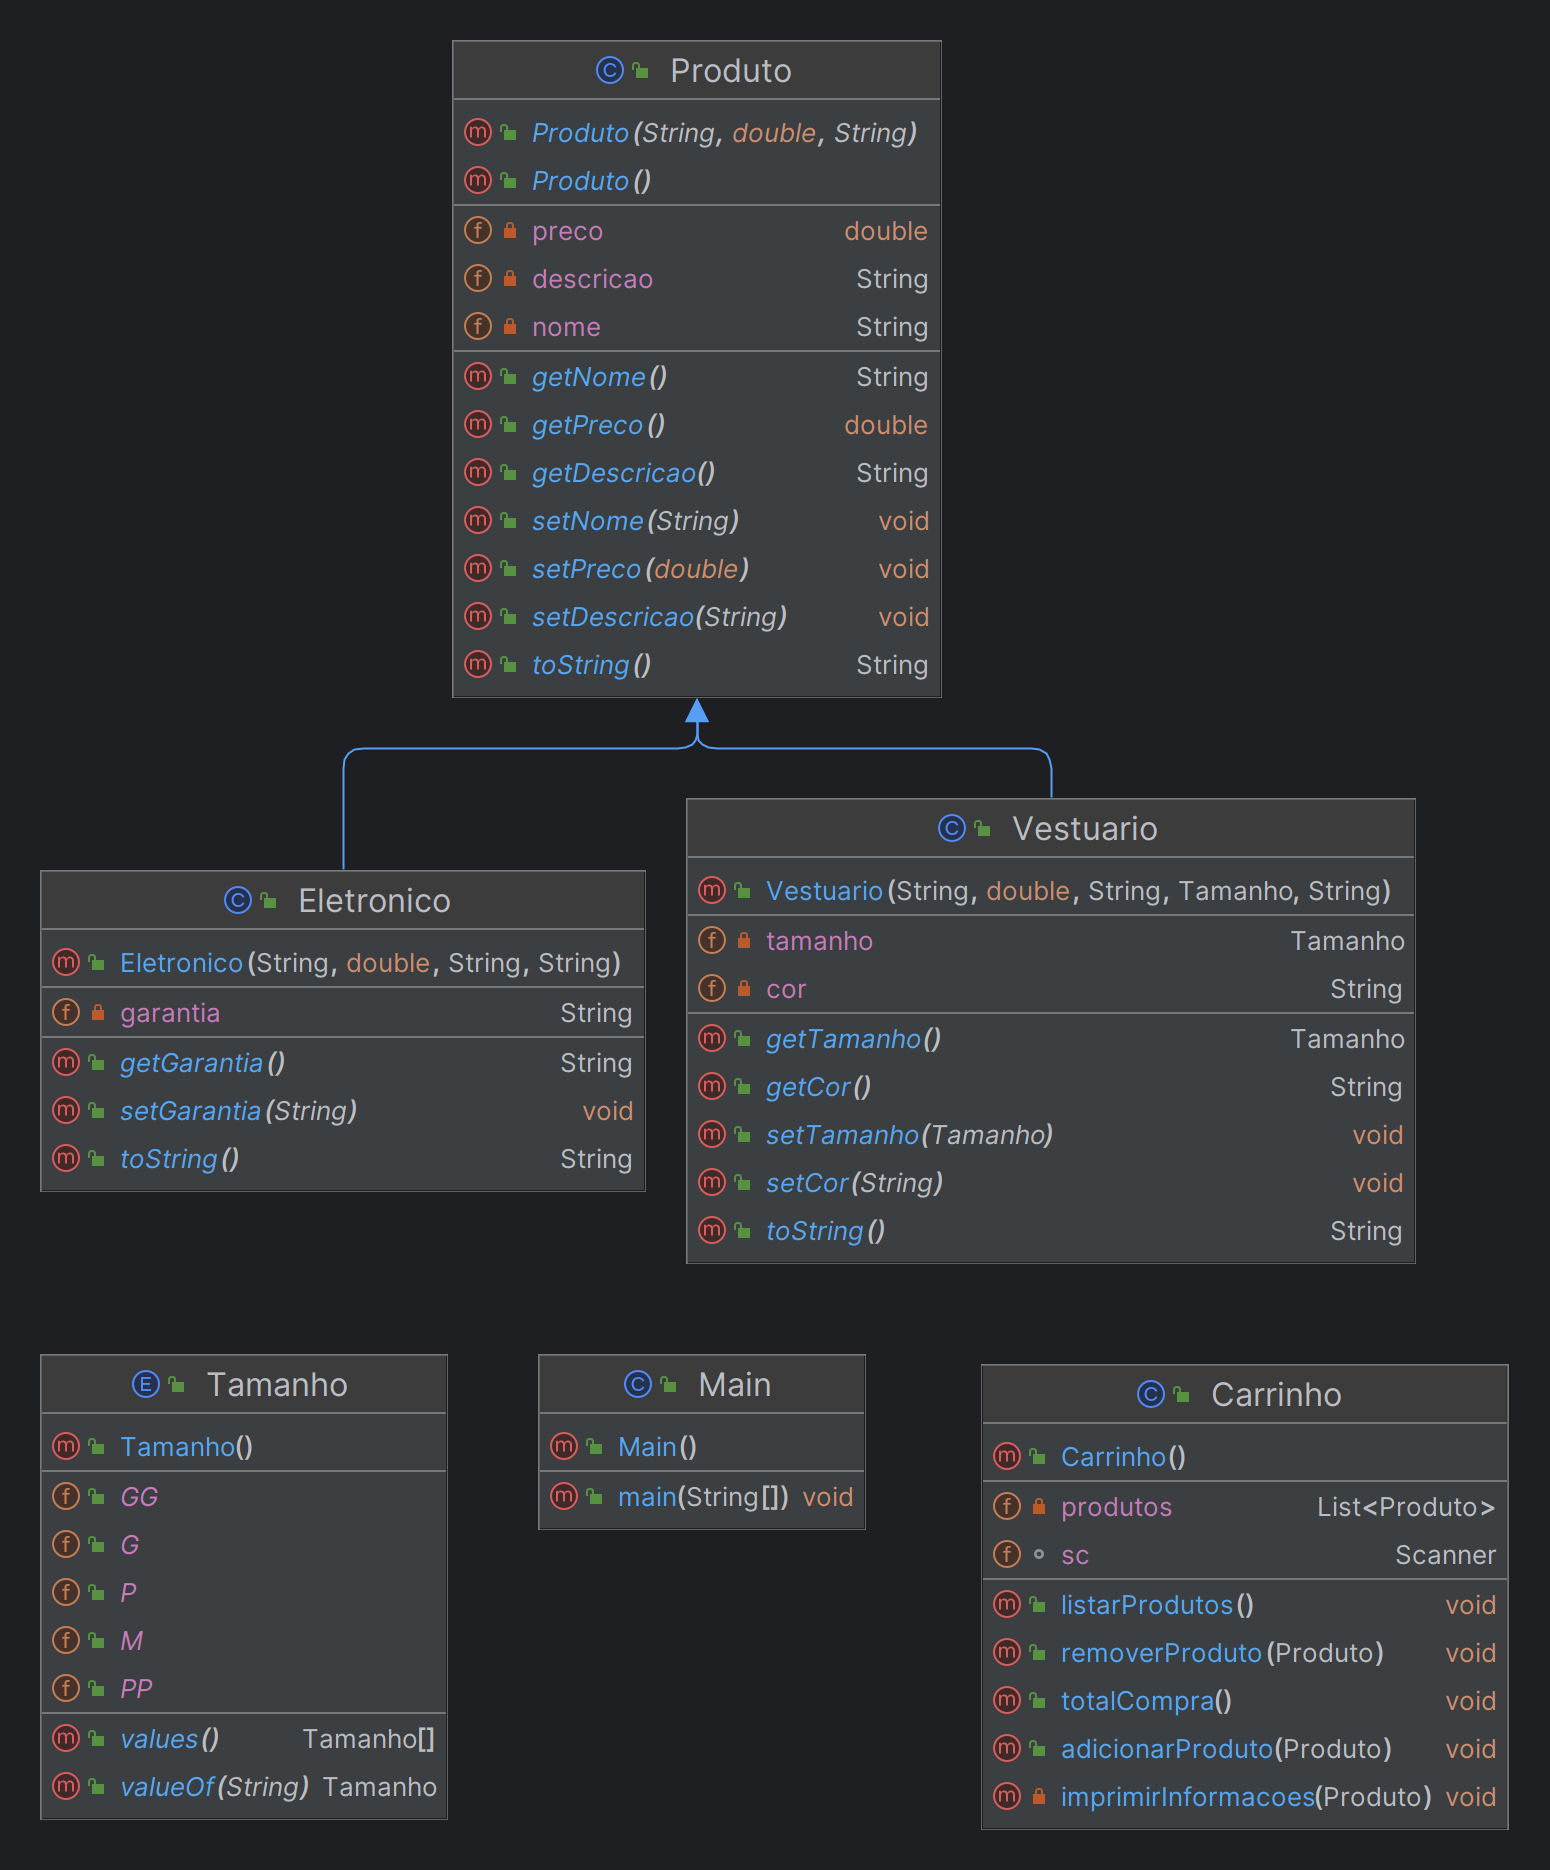 Produto
Produto(String, double, String)
Produto()
preco double
descricao String
nome String
getNome() String
getPreco() double
getDescricao() String
setNome(String) void
setPreco(double) void
setDescricao(String) void
toString() String
Eletronico
Eletronico(String, double, String, String)
garantia String
getGarantia() String
setGarantia(String) void
toString() String
Vestuario
Vestuario(String, double, String, Tamanho, String)
tamanho Tamanho
cor String
getTamanho() Tamanho
getCor() String
setTamanho(Tamanho) void
setCor(String) void
toString() String
Tamanho
Tamanho()
GG
G
P
M
PP
values() Tamanho[]
valueOf(String) Tamanho
Main
Main()
main(String[]) void
Carrinho
Carrinho()
produtos List<Produto>
sc Scanner
listarProdutos() void
removerProduto(Produto) void
totalCompra() void
adicionarProduto(Produto) void
imprimirInformacoes(Produto) void